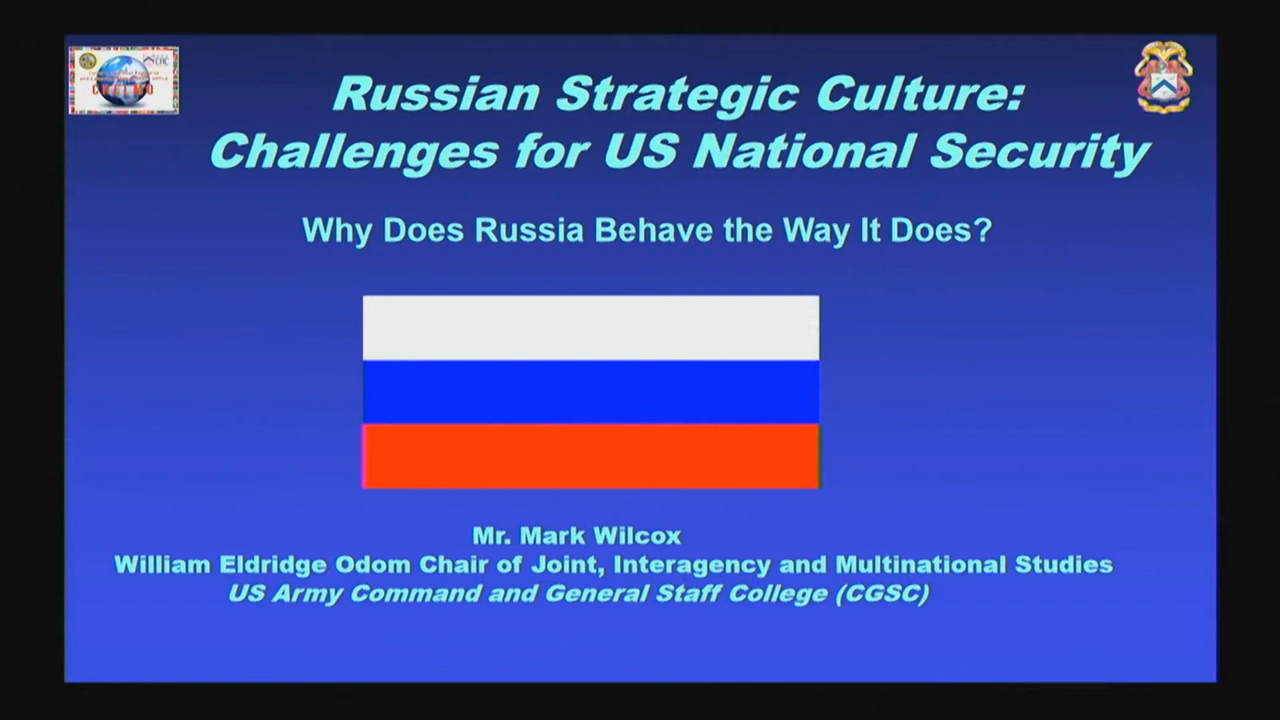 Russian Strategic Culture:
Challenges for US National Security
Why Does Russia Behave the Way It Does?
Mr. Mark Wilcox
William Eldridge Odom Chair of Joint, Interagency and Multinational Studies
US Army Command and General Staff College (CGSC)